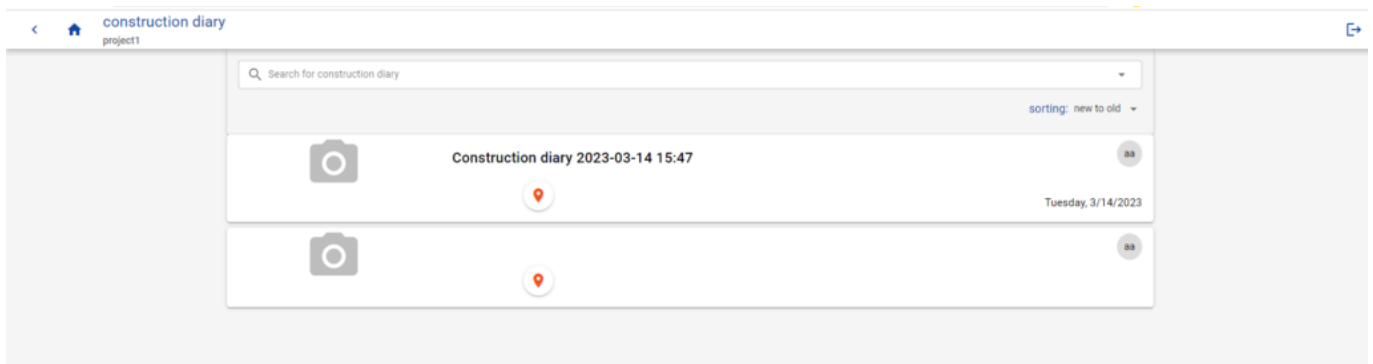 construction diary
project1
Search for construction diary
sorting: new to old
Construction diary 2023-03-14 15:47
aa
Tuesday, 3/14/2023
aa